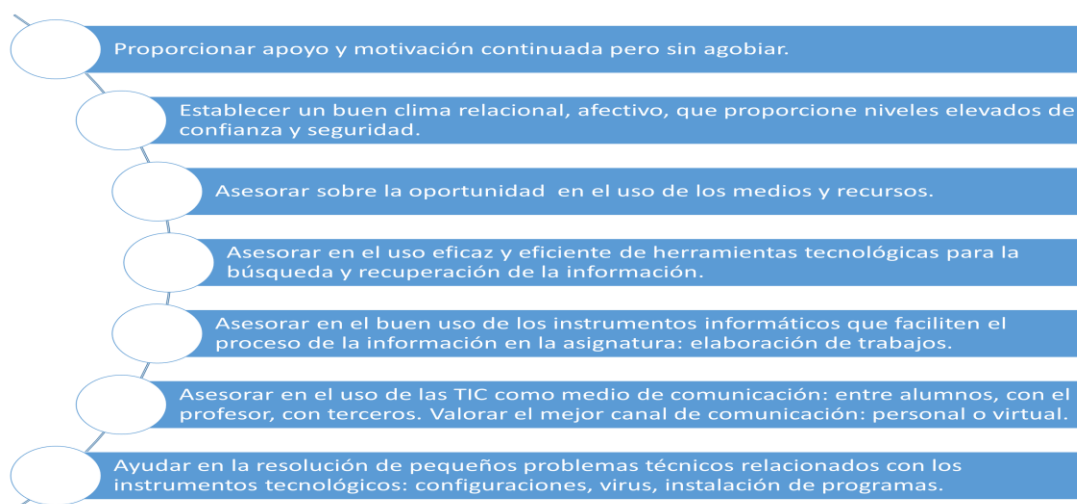 Proporcionar apoyo y motivación continuada pero sin agobiar.
Establecer un buen clima relacional, afectivo, que proporcione niveles elevados de
confianza y seguridad.
Asesorar sobre la oportunidad en el uso de los medios y recursos.
Asesorar en el uso eficaz y eficiente de herramientas tecnológicas para la
búsqueda y recuperación de la información.
Asesorar en el buen uso de los instrumentos informáticos que faciliten el
proceso de la información en la asignatura: elaboración de trabajos.
Asesorar en el uso de las TIC como medio de comunicación: entre alumnos, con el
profesor, con terceros. Valorar el mejor canal de comunicación: personal o virtual.
Ayudar en la resolución de pequeños problemas técnicos relacionados con los
instrumentos tecnológicos: configuraciones, virus, instalación de programas.